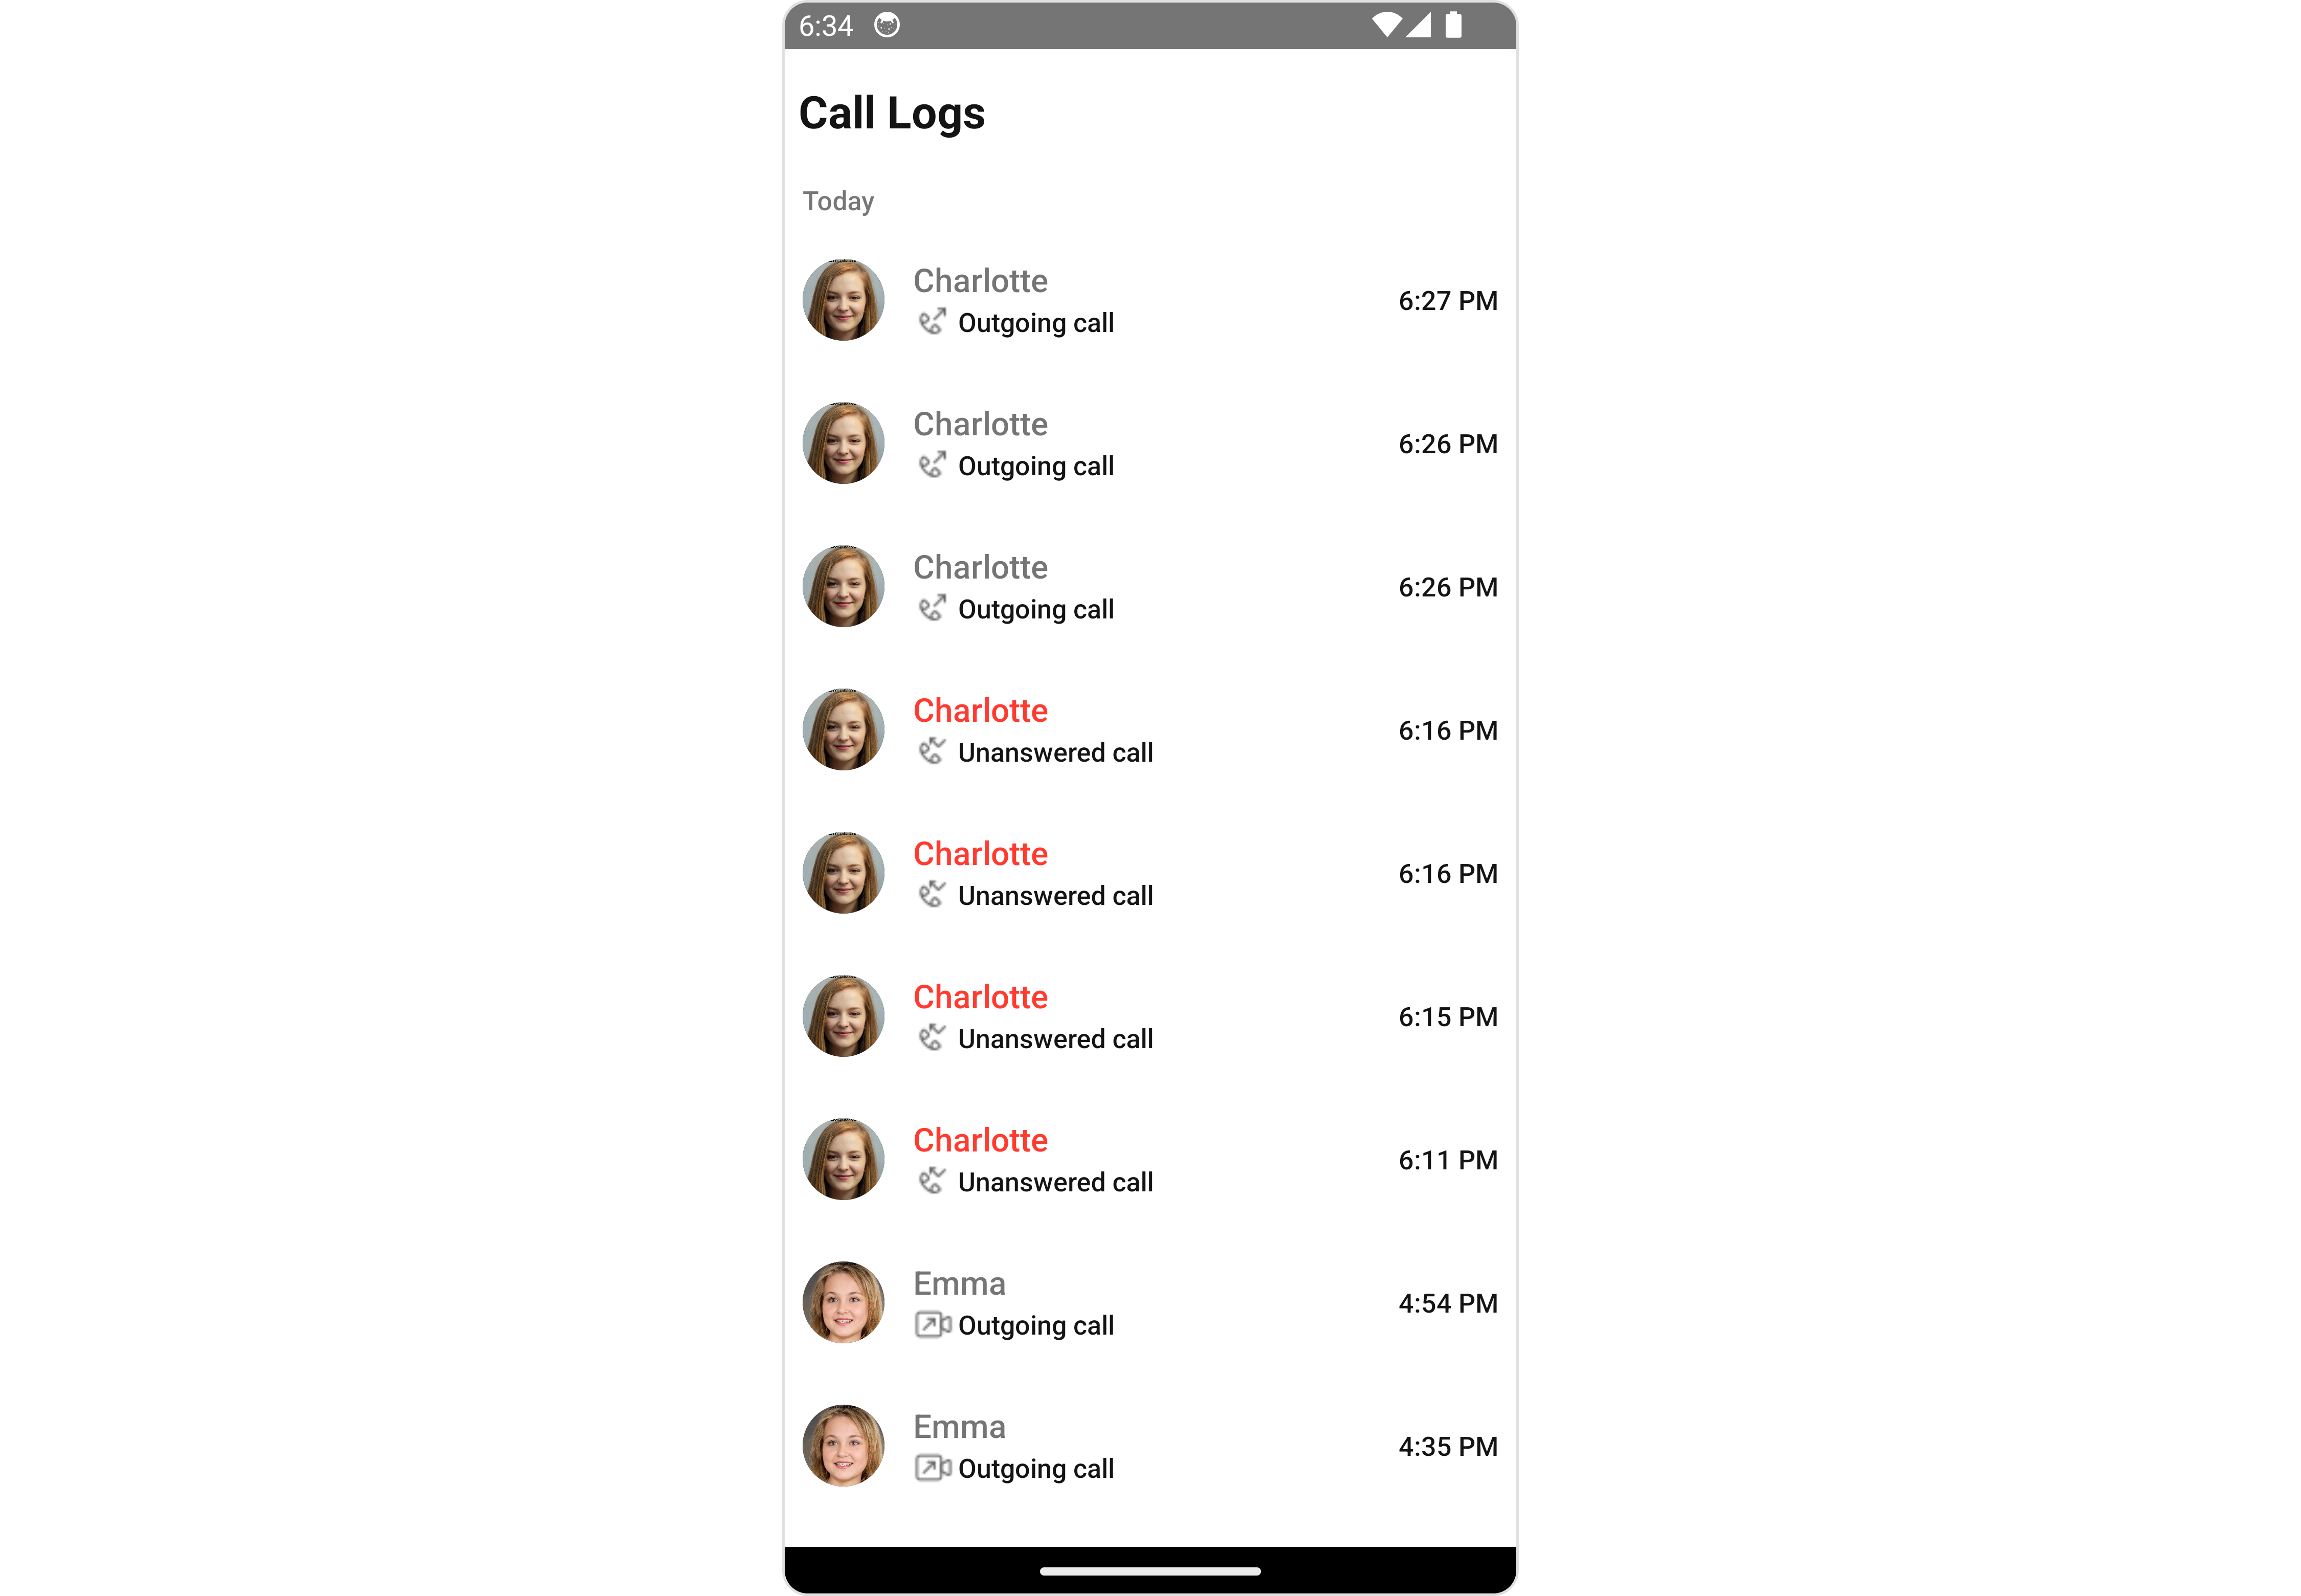 6:34
Call Logs
Today
Charlotte
Outgoing call
6:27 PM
Charlotte
Outgoing call
6:26 PM
Charlotte
Outgoing call
6:26 PM
Charlotte
Unanswered call
6:16 PM
Charlotte
Unanswered call
6:16 PM
Charlotte
Unanswered call
6:15 PM
Charlotte
Unanswered call
6:11 PM
Emma
Outgoing call
4:54 PM
Emma
Outgoing call
4:35 PM